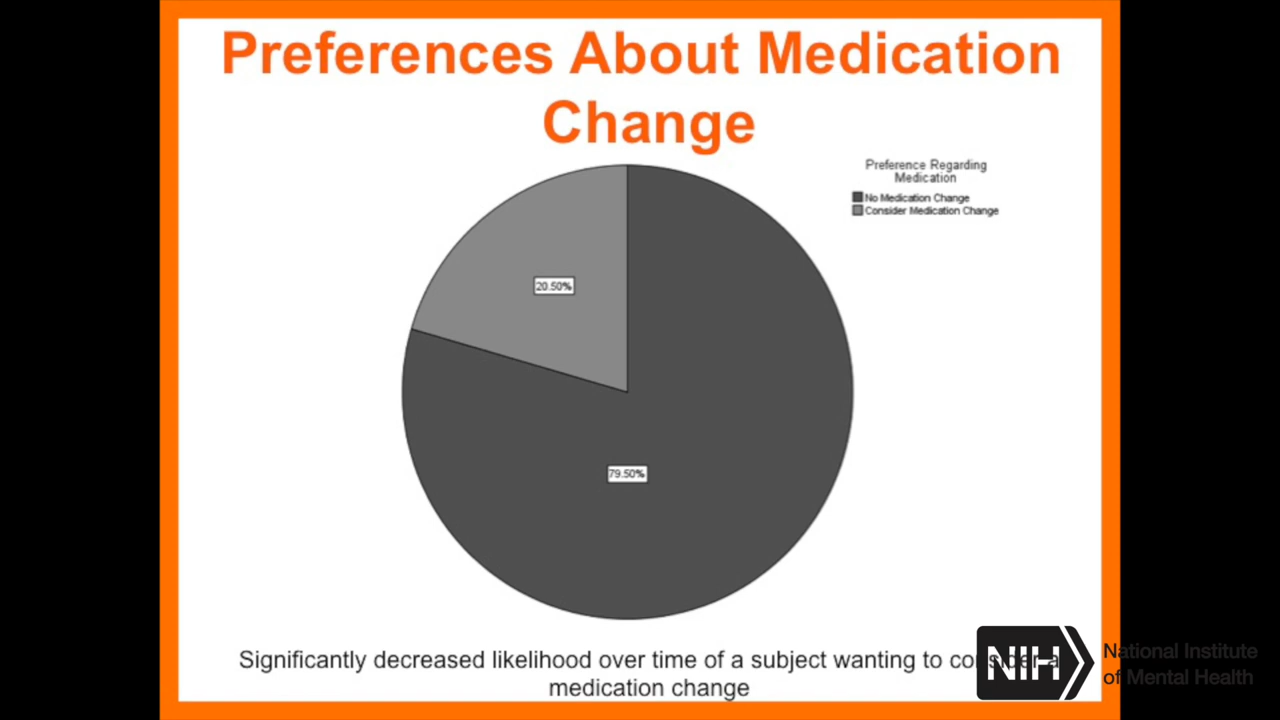 Preferences About Medication
Change
Preference Regarding
Medication
No Medication Change
Consider Medication Change
20.50%
79.50%
Significantly decreased likelihood over time of a subject wanting to consider a
medication change
NIH
National Institute
of Mental Health